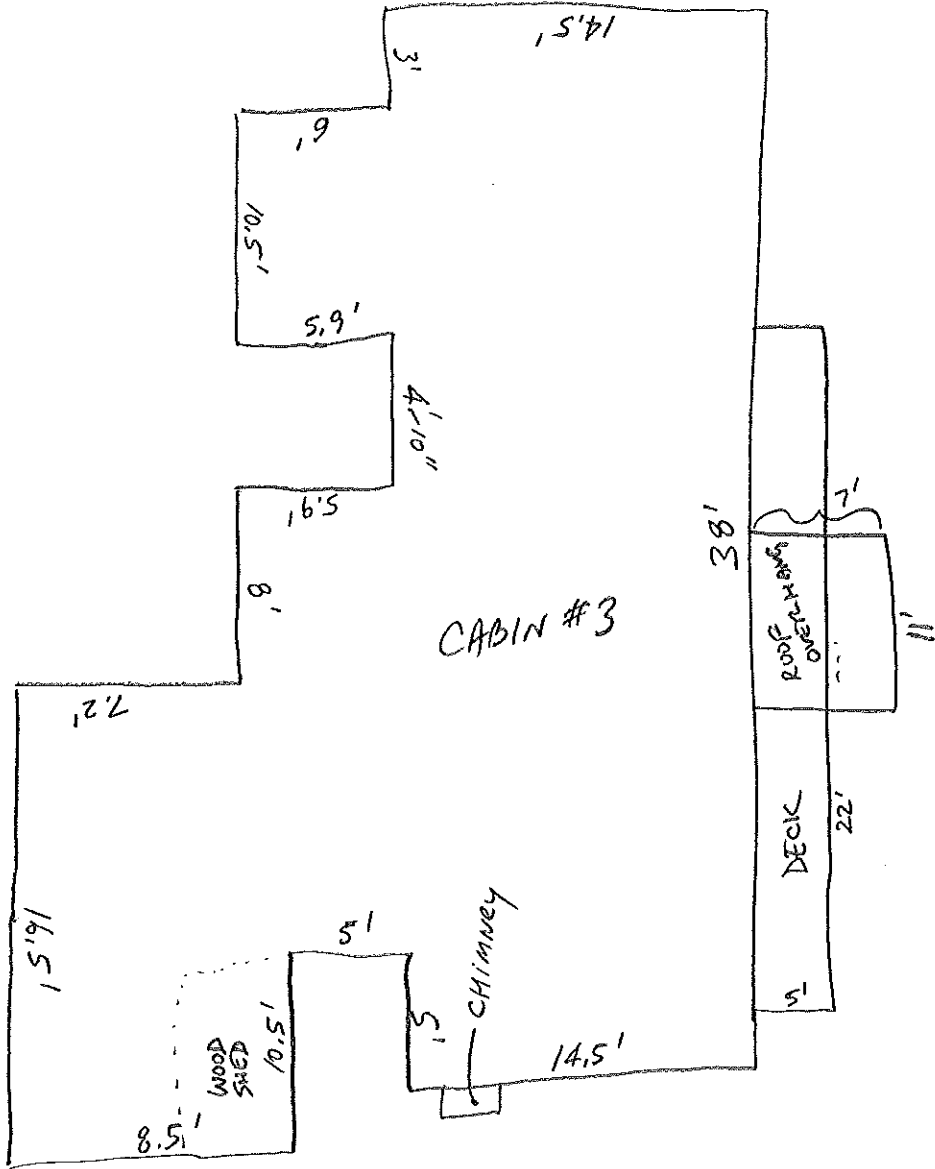 14.5'
3'
6'
10.5'
5.9'
4'-10"
5.9'
8'
7.2'
16.5'
38'
7'
ROOF
OVERHANG
11'
CABIN #3
DECK
22'
5'
5'
5'
CHIMNEY
14.5'
WOOD
SHED
10.5'
8.5'